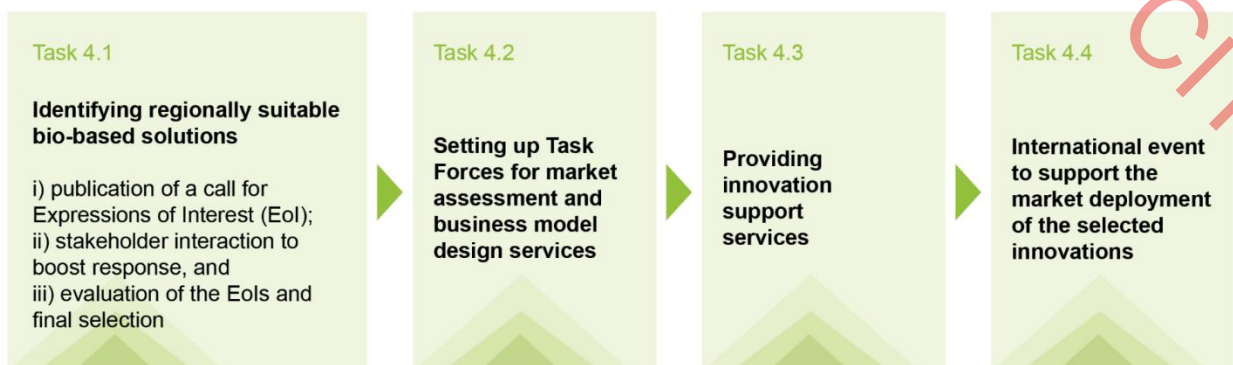 Task 4.1
Identifying regionally suitable
bio-based solutions
i) publication of a call for
Expressions of Interest (EoI);
ii) stakeholder interaction to
boost response, and
iii) evaluation of the EoIs and
final selection
Task 4.2
Setting up Task
Forces for market
assessment and
business model
design services
Task 4.3
Providing
innovation
support
services
Task 4.4
International event
to support the
market deployment
of the selected
innovations